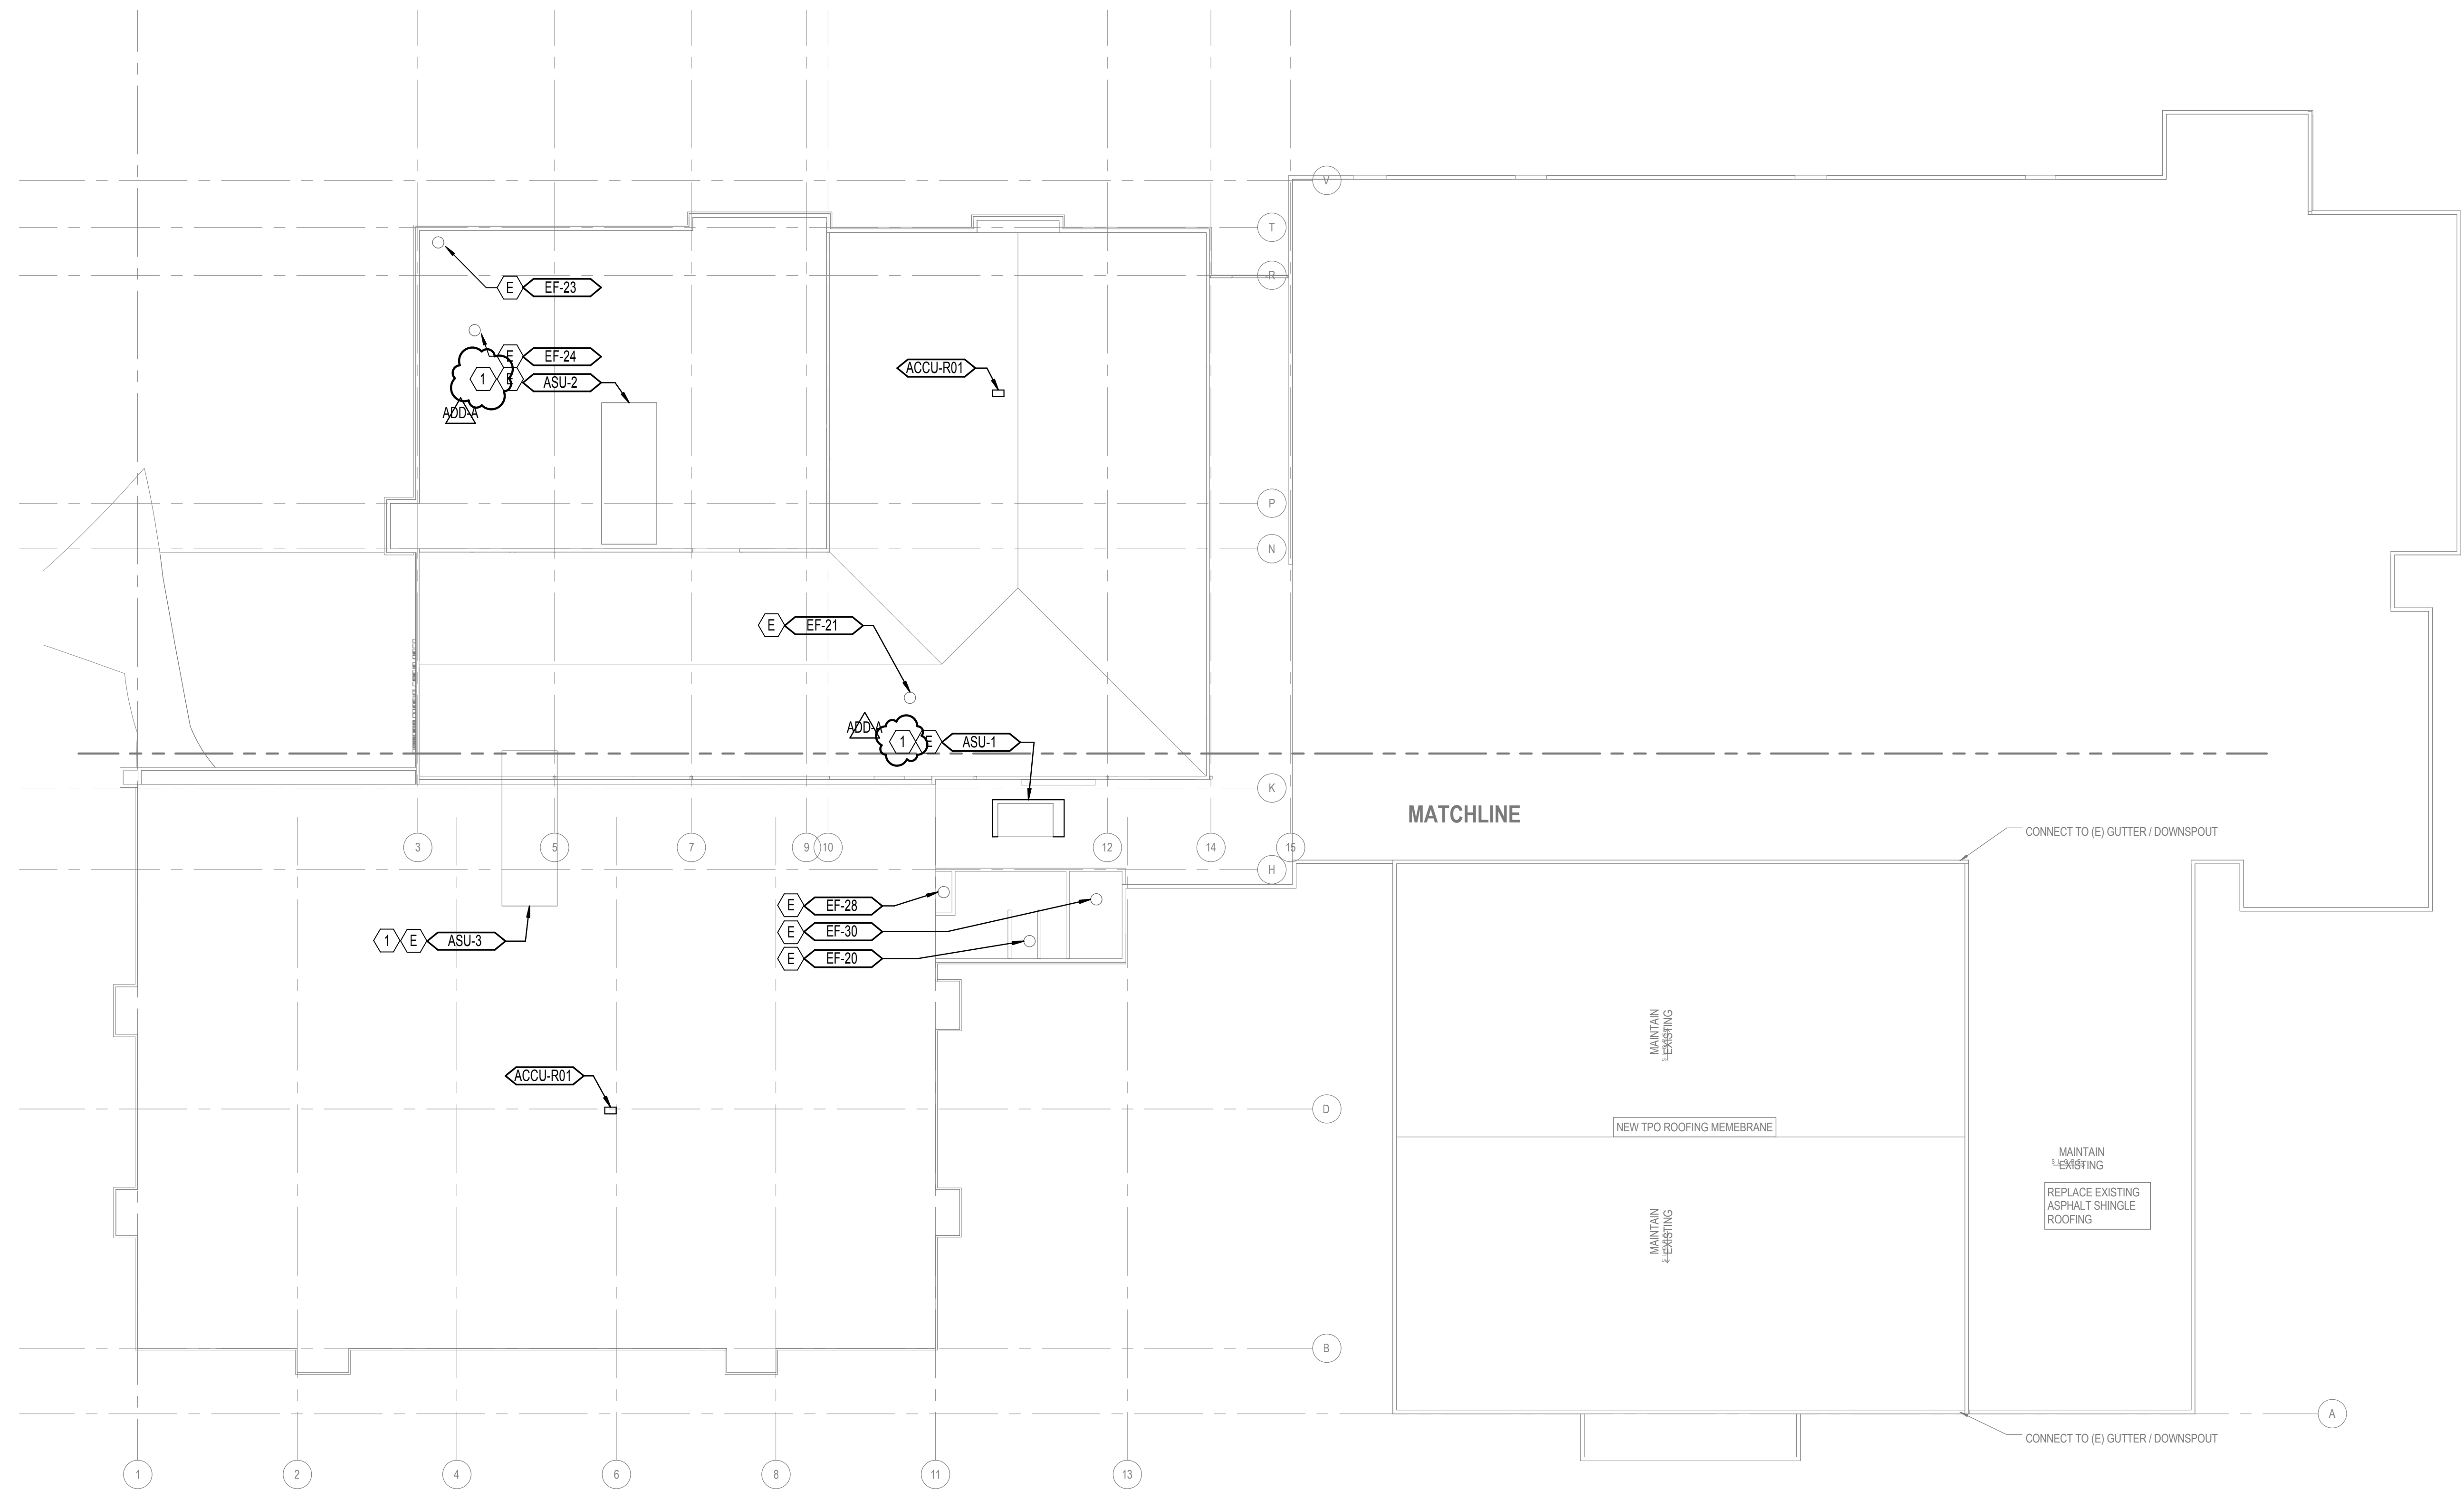 V
T
R
E EF-23
E EF-24
1 E ASU-2
ADD-A
ACCU-R01
P
N
E EF-21
ADD-A
1 E ASU-1
K
MATCHLINE
CONNECT TO (E) GUTTER / DOWNSPOUT
3
5
7
9
10
12
14
15
H
E EF-28
E EF-30
E EF-20
1 E ASU-3
MAINTAIN
EXISTING
ACCU-R01
D
NEW TPO ROOFING MEMEBRANE
MAINTAIN
EXISTING
REPLACE EXISTING
ASPHALT SHINGLE
ROOFING
MAINTAIN
EXISTING
B
A
CONNECT TO (E) GUTTER / DOWNSPOUT
1
2
4
6
8
11
13